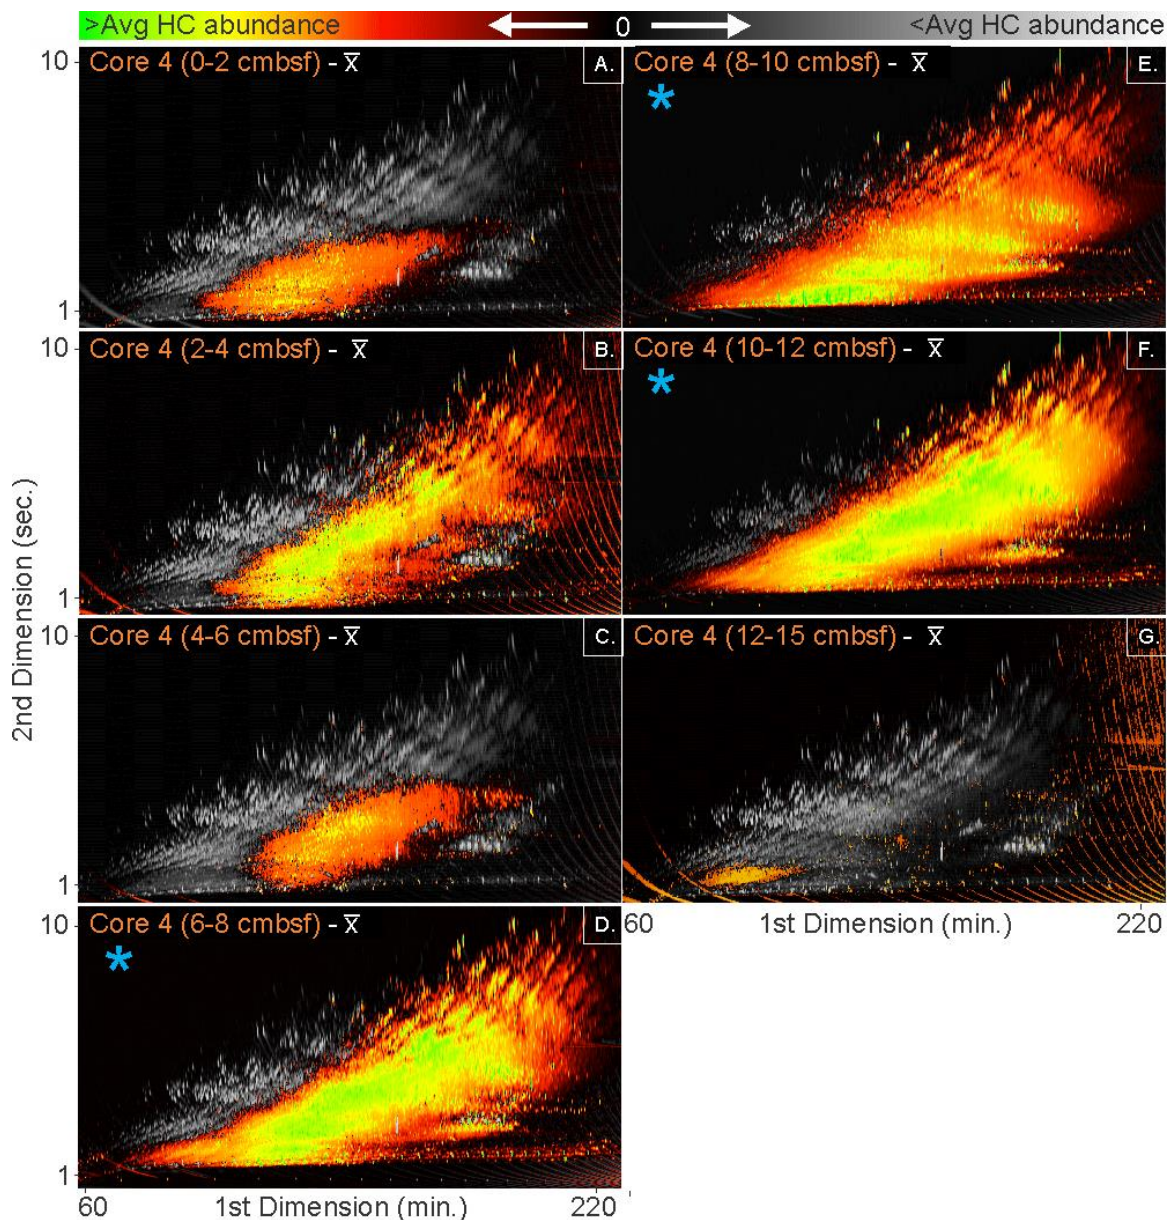 >Avg HC abundance 0 <Avg HC abundance
10 Core 4 (0-2 cmbsf) - x̅ A. Core 4 (8-10 cmbsf) - x̅ E.
*
1
10 Core 4 (2-4 cmbsf) - x̅ B. Core 4 (10-12 cmbsf) - x̅ F.
*
1
10 Core 4 (4-6 cmbsf) - x̅ C. Core 4 (12-15 cmbsf) - x̅ G.
2nd Dimension (sec.)
1
60 1st Dimension (min.) 220
10 Core 4 (6-8 cmbsf) - x̅ D.
*
1
60 1st Dimension (min.) 220